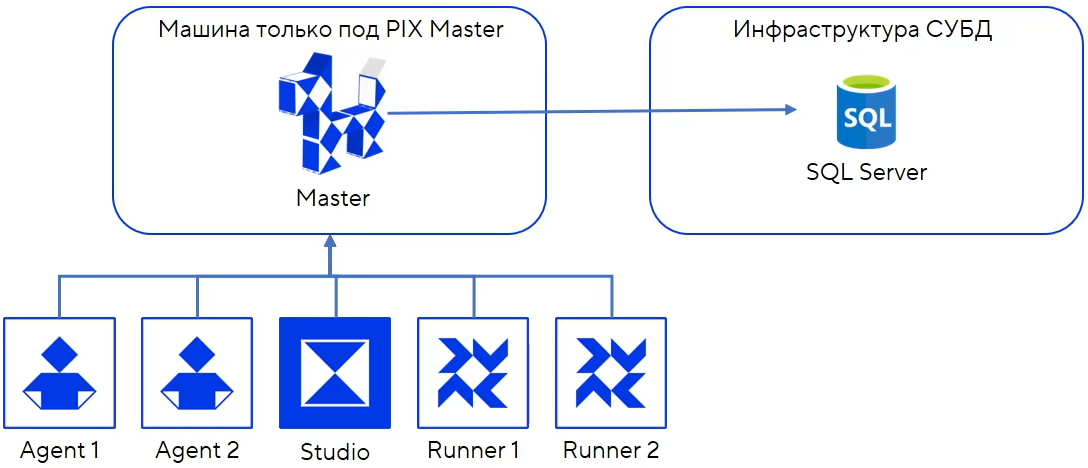 Машина только под PIX Master
Инфраструктура СУБД
SQL
Master
SQL Server
Agent 1
Agent 2
Studio
Runner 1
Runner 2